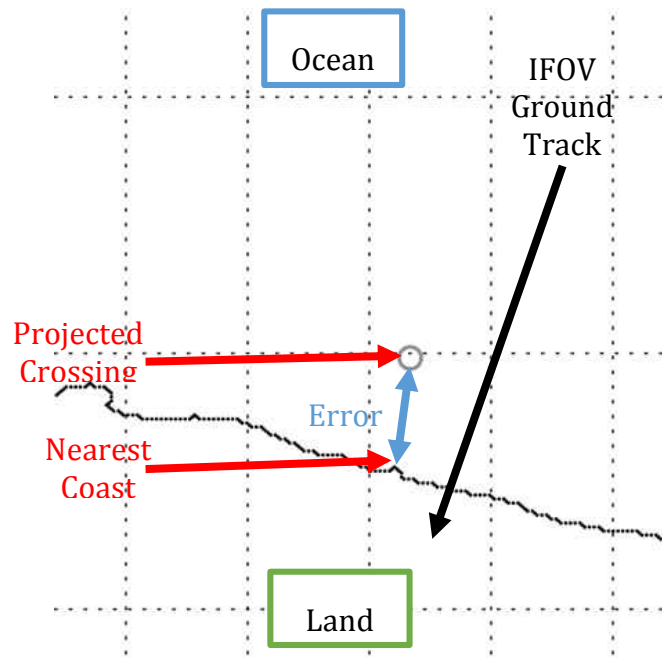 Ocean
IFOV
Ground
Track
Projected
Crossing
Error
Nearest
Coast
Land